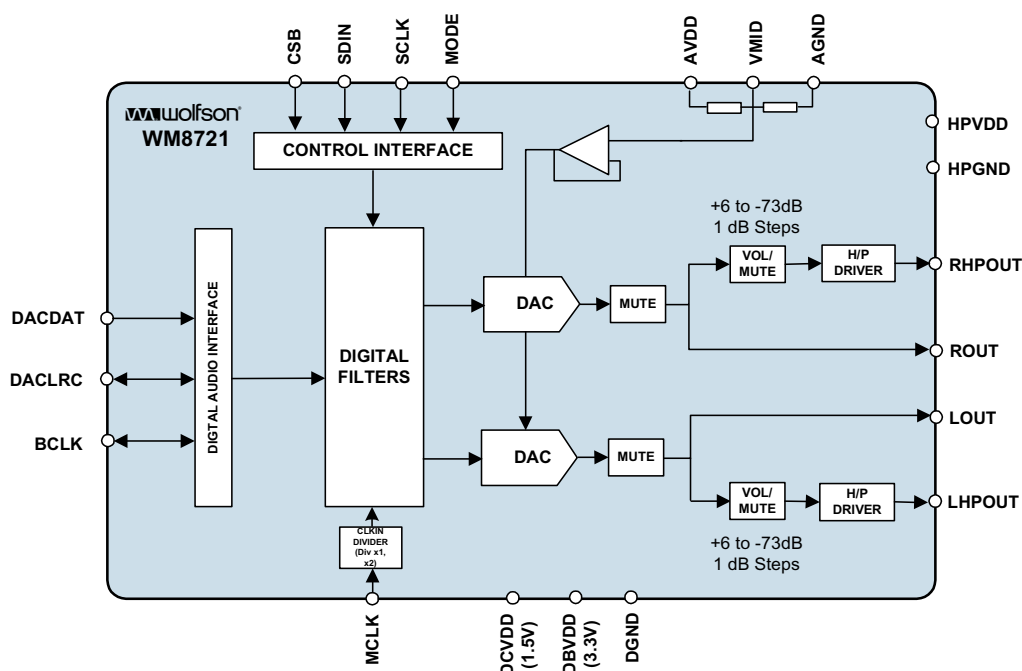 CSB
SDIN
SCLK
MODE
AVDD
VMID
AGND
wolfson
WM8721
CONTROL INTERFACE
HPVDD
HPGND
+6 to -73dB
1 dB Steps
VOL/
MUTE
H/P
DRIVER
RHPOUT
DAC
MUTE
DACDAT
DACLRC
BCLK
DIGTAL AUDIO INTERFACE
DIGITAL
FILTERS
ROUT
LOUT
DAC
MUTE
VOL/
MUTE
H/P
DRIVER
LHPOUT
+6 to -73dB
1 dB Steps
CLKIN
DIVIDER
(Div x1,
x2)
MCLK
DCVDD
(1.5V)
DBVDD
(3.3V)
DGND